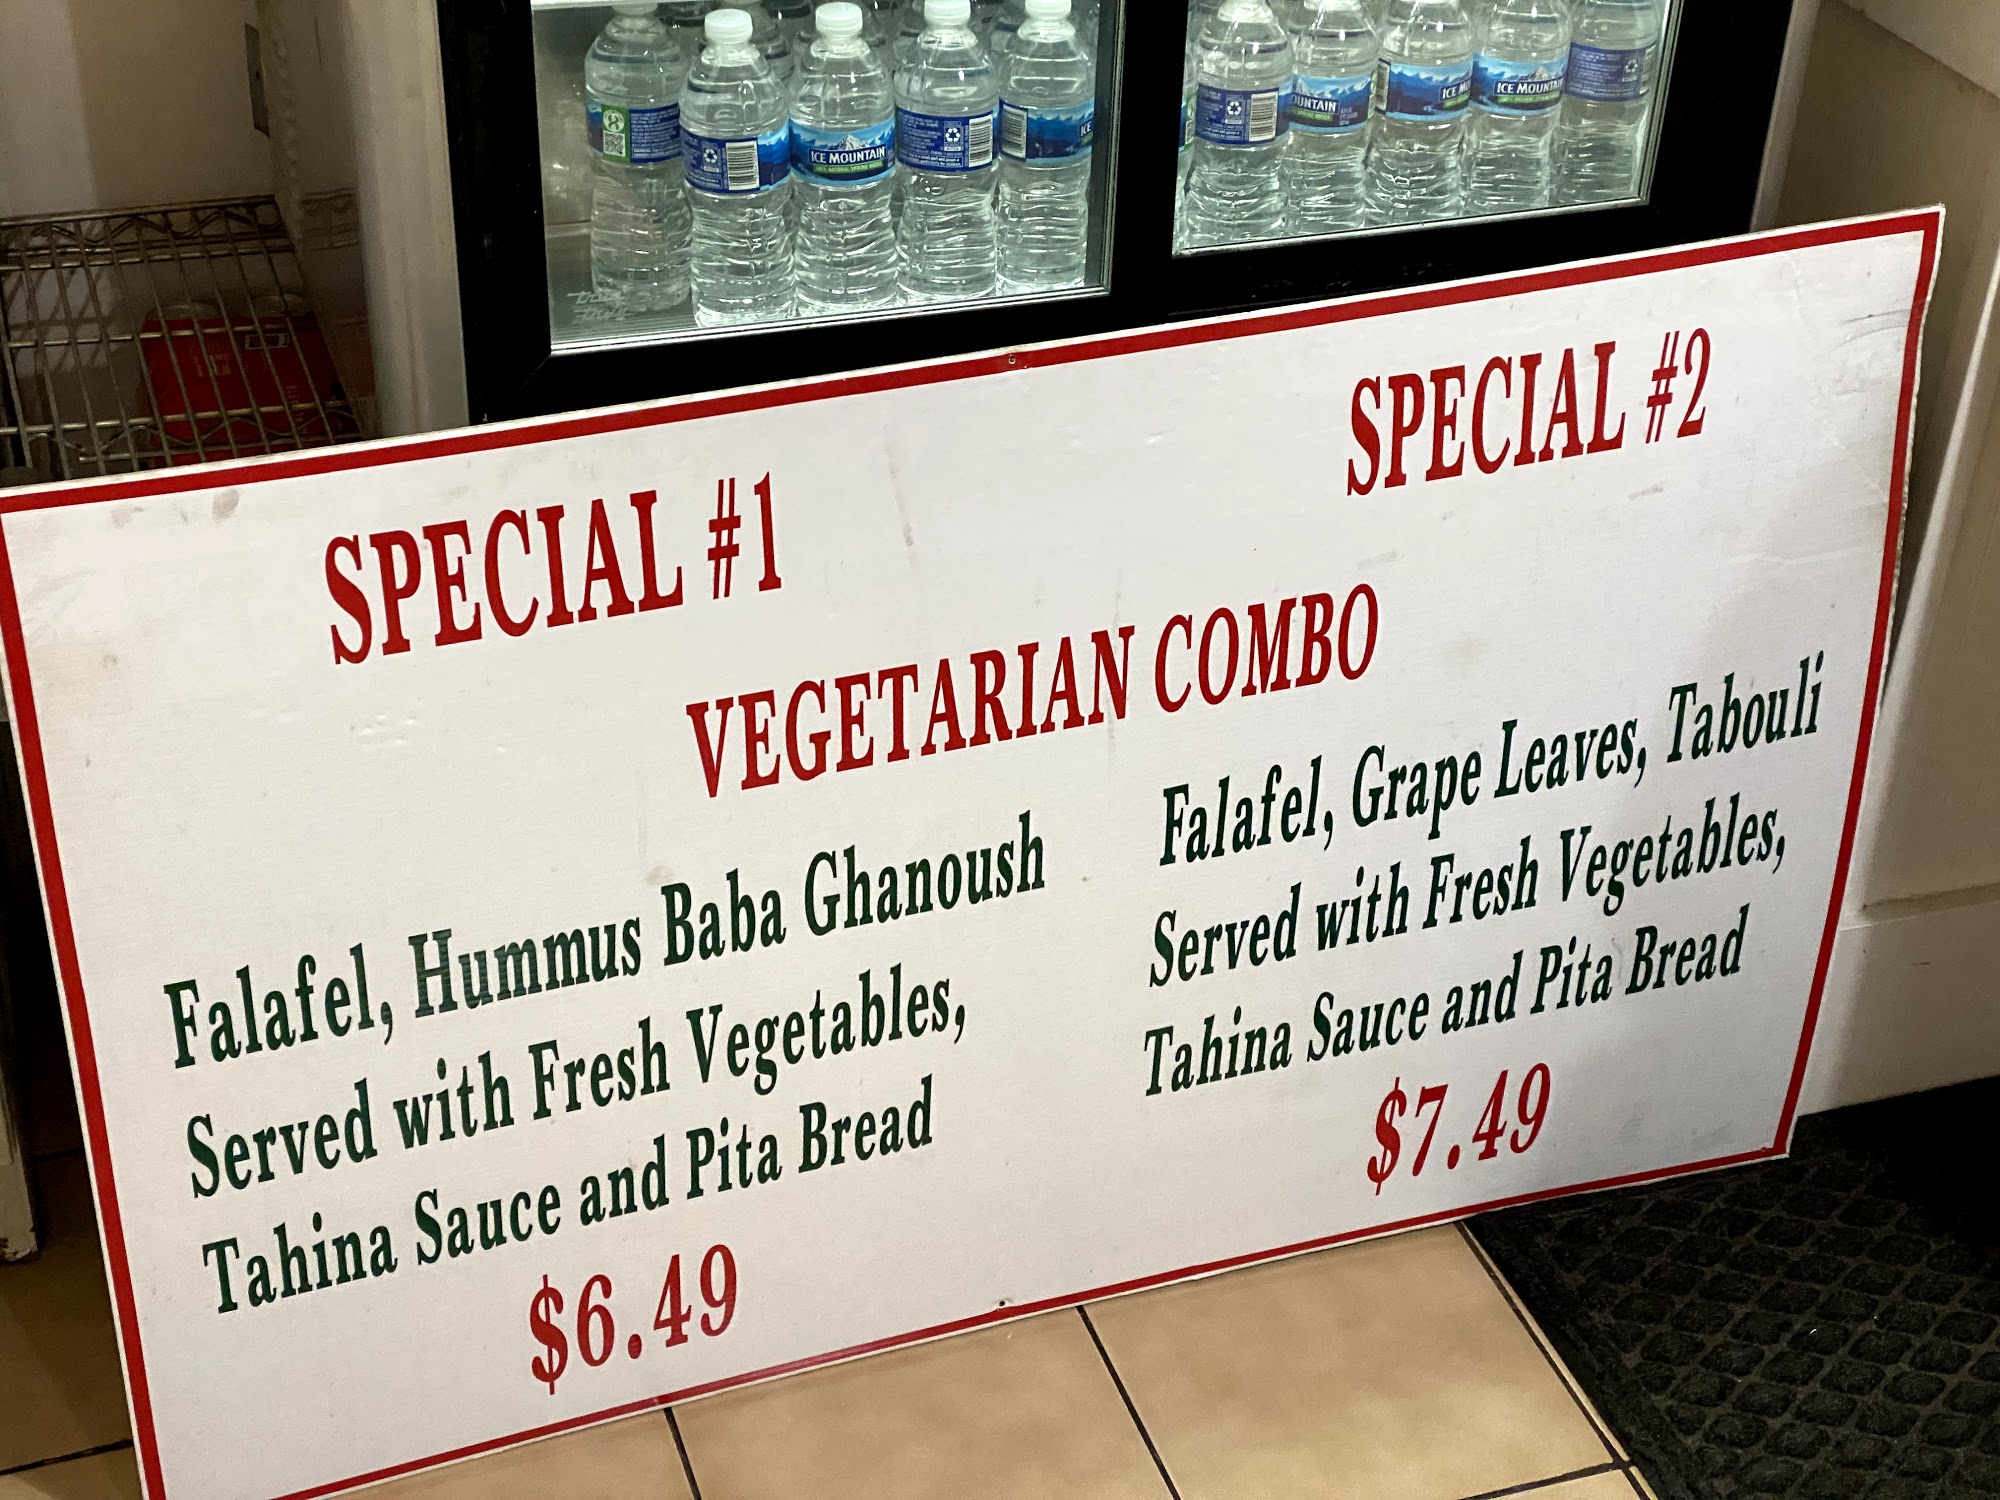 ICE MOUNTAIN
ICE MOUNTAIN
SPECIAL #1
SPECIAL #2
VEGETARIAN COMBO
Falafel, Hummus Baba Ghanoush
Served with Fresh Vegetables,
Tahina Sauce and Pita Bread
$6.49
Falafel, Grape Leaves, Tabouli
Served with Fresh Vegetables,
Tahina Sauce and Pita Bread
$7.49